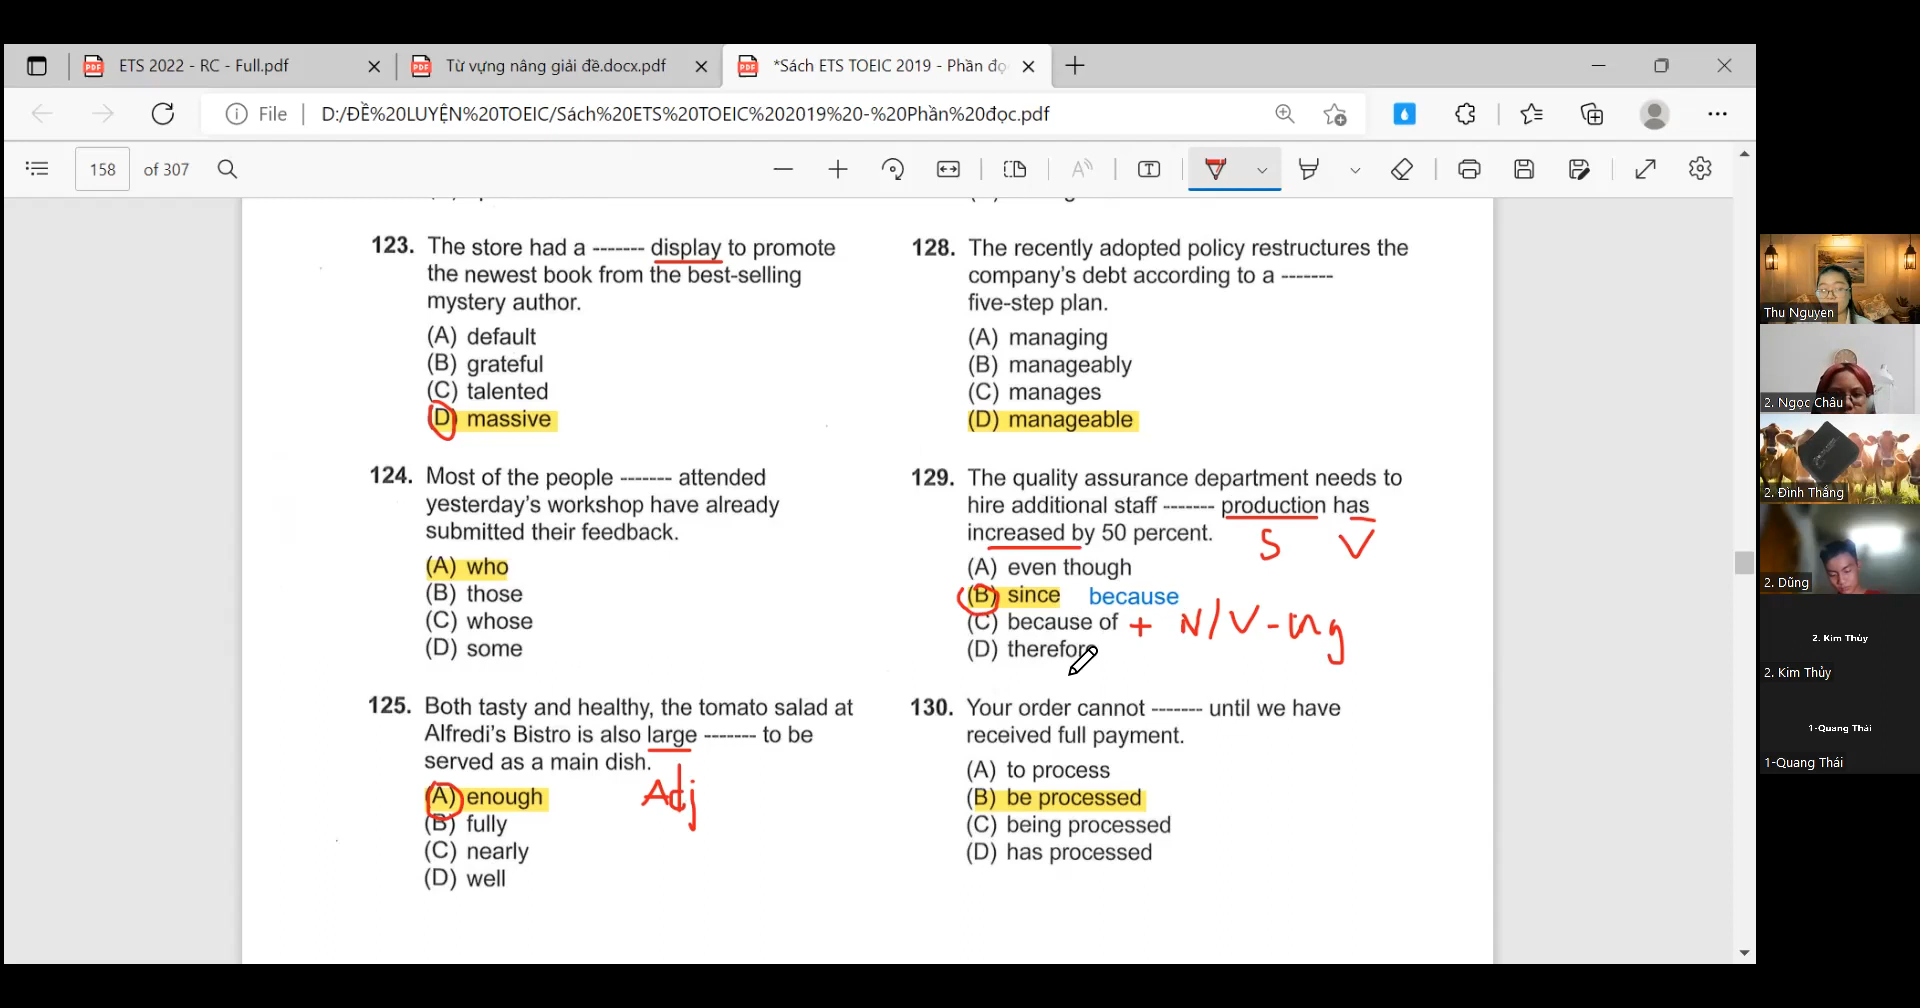 ETS 2022 - RC - Full.pdf
Từ vựng nâng giải đề.docx.pdf
*Sách ETS TOEIC 2019 - Phần đọ
File
D:/ĐỀ%20LUYỆN%20TOEIC/Sách%20ETS%20TOEIC%202019%20-%20Phần%20đọc.pdf
158 of 307
123. The store had a ------- display to promote
the newest book from the best-selling
mystery author.
(A) default
(B) grateful
(C) talented
(D) massive
124. Most of the people ------- attended
yesterday's workshop have already
submitted their feedback.
(A) who
(B) those
(C) whose
(D) some
125. Both tasty and healthy, the tomato salad at
Alfredi's Bistro is also large ------- to be
served as a main dish.
Adj
(A) enough
(B) fully
(C) nearly
(D) well
128. The recently adopted policy restructures the
company's debt according to a -------
five-step plan.
(A) managing
(B) manageably
(C) manages
(D) manageable
129. The quality assurance department needs to
hire additional staff ------- production has
increased by 50 percent.
S V
(A) even though
(B) since because
(C) because of + N/V-ing
(D) therefore
130. Your order cannot ------- until we have
received full payment.
(A) to process
(B) be processed
(C) being processed
(D) has processed
Thu Nguyen
2. Ngọc Châu
2. Đình Thắng
2. Dũng
2. Kim Thủy
2. Kim Thủy
1-Quang Thái
1-Quang Thái